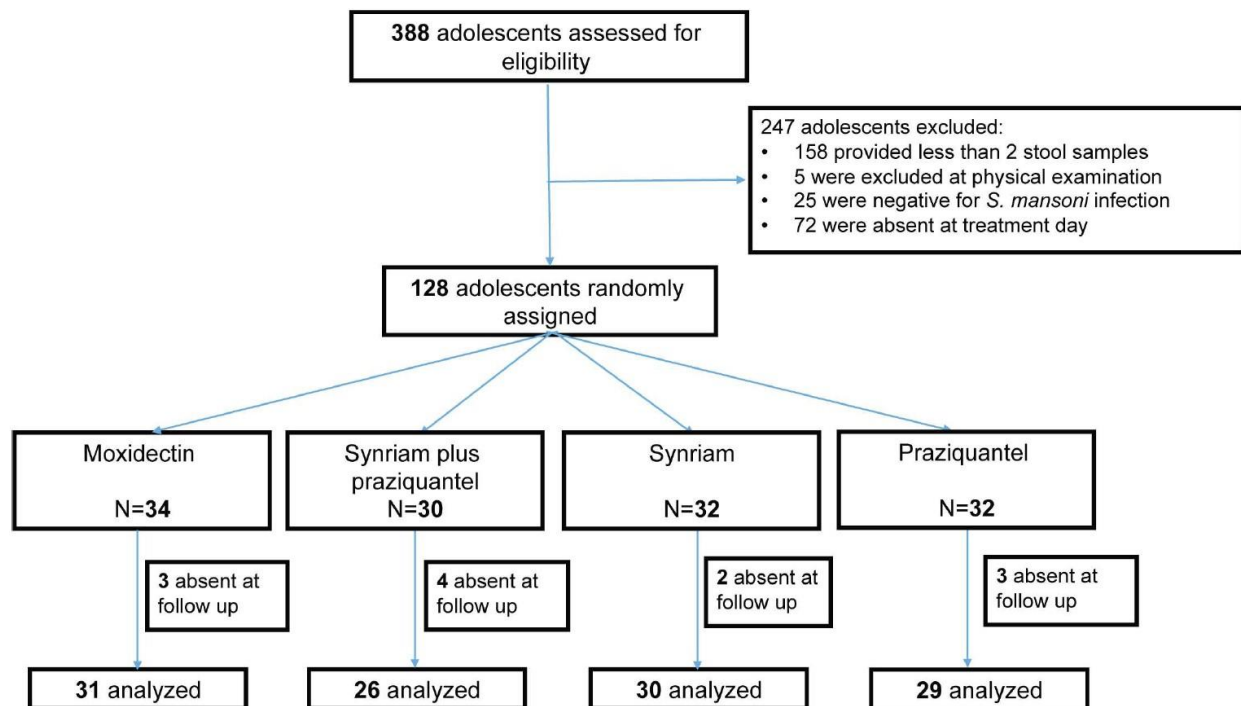 388 adolescents assessed for
eligibility
247 adolescents excluded:
• 158 provided less than 2 stool samples
• 5 were excluded at physical examination
• 25 were negative for S. mansoni infection
• 72 were absent at treatment day
128 adolescents randomly
assigned
Moxidectin
N=34
Synriam plus
praziquantel
N=30
Synriam
N=32
Praziquantel
N=32
3 absent at
follow up
4 absent at
follow up
2 absent at
follow up
3 absent at
follow up
31 analyzed
26 analyzed
30 analyzed
29 analyzed